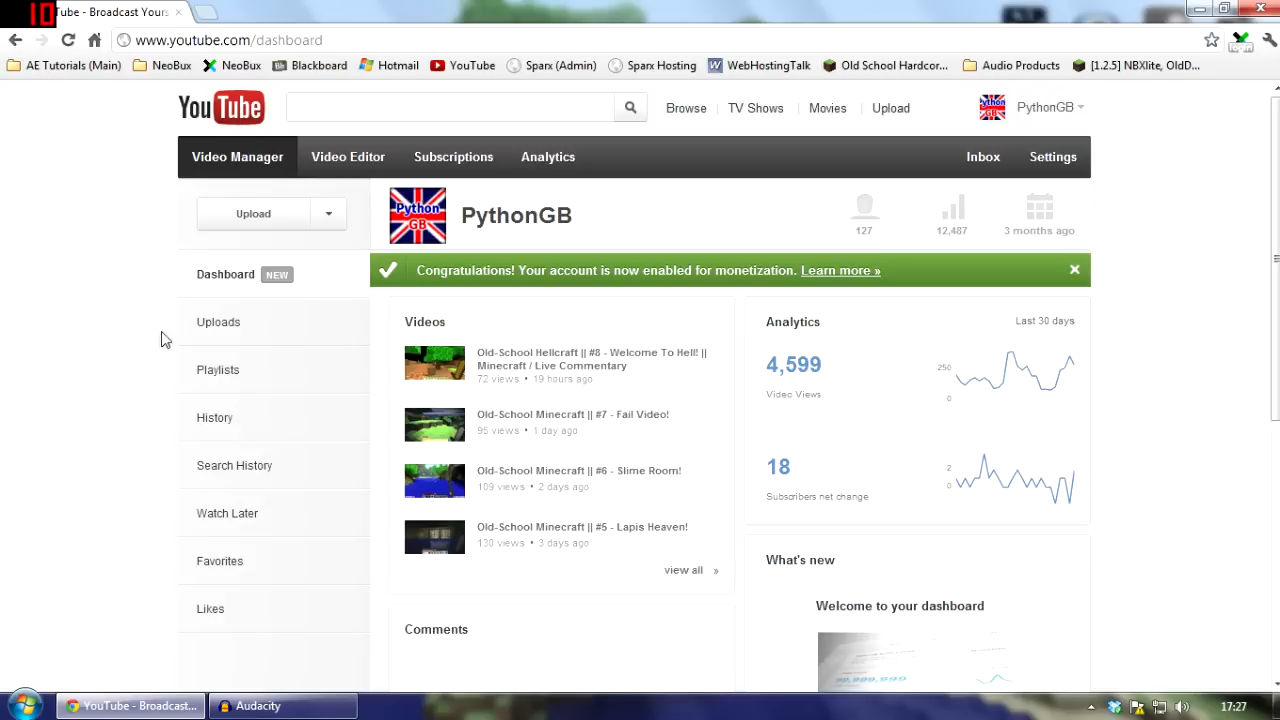 10
Tube - Broadcast Yours ×
www.youtube.com/dashboard
AE Tutorials (Main) NeoBux NeoBux Blackboard Hotmail YouTube Sparx (Admin) Sparx Hosting WebHostingTalk Old School Hardcor... Audio Products [1.2.5] NBXlite, OldD...
YouTube Browse TV Shows Movies Upload Python GB PythonGB
Video Manager Video Editor Subscriptions Analytics Inbox Settings
Upload
Python GB PythonGB
127 12,487 3 months ago
Dashboard NEW
Congratulations! Your account is now enabled for monetization. Learn more »
Uploads
Playlists
History
Search History
Watch Later
Favorites
Likes
Videos
Old-School Hellcraft || #8 - Welcome To Hell! ||
Minecraft / Live Commentary
72 views • 19 hours ago
Old-School Minecraft || #7 - Fail Video!
95 views • 1 day ago
Old-School Minecraft || #6 - Slime Room!
109 views • 2 days ago
Old-School Minecraft || #5 - Lapis Heaven!
130 views • 3 days ago
view all »
Comments
Analytics Last 30 days
4,599
Video Views
250
0
18
Subscribers net change
2
0
What's new
Welcome to your dashboard
YouTube - Broadcast... Audacity 17:27